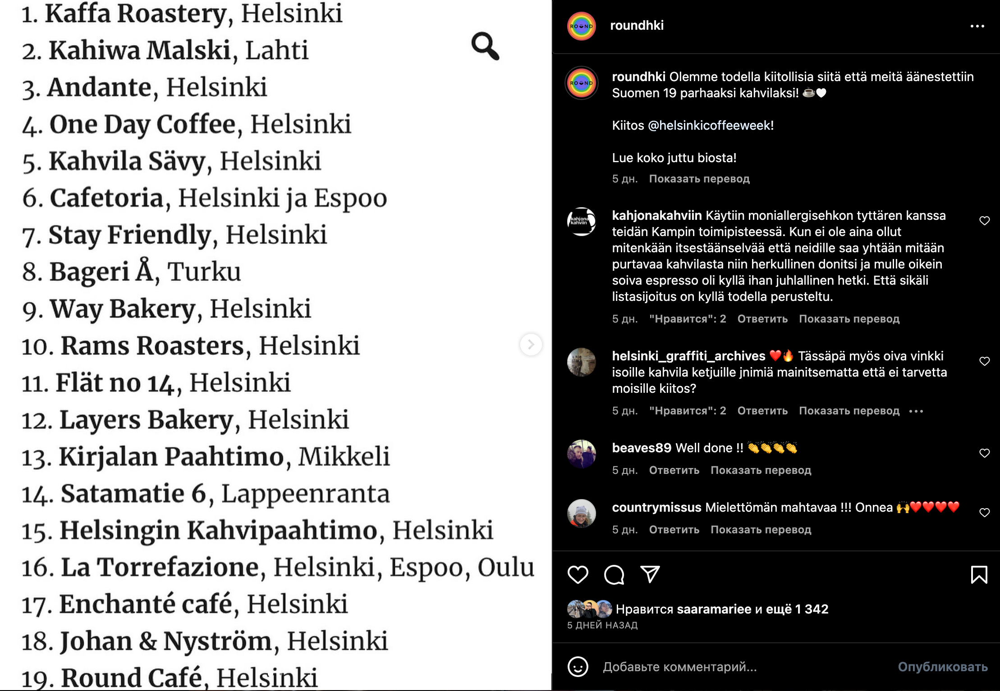 1. Kaffa Roastery, Helsinki
2. Kahiwa Malski, Lahti
3. Andante, Helsinki
4. One Day Coffee, Helsinki
5. Kahvila Sävy, Helsinki
6. Cafetoria, Helsinki ja Espoo
7. Stay Friendly, Helsinki
8. Bageri Å, Turku
9. Way Bakery, Helsinki
10. Rams Roasters, Helsinki
11. Flät no 14, Helsinki
12. Layers Bakery, Helsinki
13. Kirjalan Paahtimo, Mikkeli
14. Satamatie 6, Lappeenranta
15. Helsingin Kahvipaahtimo, Helsinki
16. La Torrefazione, Helsinki, Espoo, Oulu
17. Enchanté café, Helsinki
18. Johan & Nyström, Helsinki
19. Round Café, Helsinki
ROUND
roundhki
ROUND
roundhki Olemme todella kiitollisia siitä että meitä äänestettiin
Suomen 19 parhaaksi kahvilaksi! ☕🤍
Kiitos @helsinkicoffeeweek!
Lue koko juttu biosta!
5 дн. Показать перевод
kahjona
kahviin
kahjonakahviin Käytiin moniallergisehkon tyttären kanssa
teidän Kampin toimipisteessä. Kun ei ole aina ollut
mitenkään itsestäänselvää että neidille saa yhtään mitään
purtavaa kahvilasta niin herkullinen donitsi ja mulle oikein
soiva espresso oli kyllä ihan juhlallinen hetki. Että sikäli
listasijoitus on kyllä todella perusteltu.
5 дн. "Нравится": 2 Ответить Показать перевод
helsinki_graffiti_archives ❤️🔥 Tässäpä myös oiva vinkki
isoille kahvila ketjuille jnimiä mainitsematta että ei tarvetta
moisille kiitos?
5 дн. "Нравится": 2 Ответить Показать перевод
beaves89 Well done !! 👏👏👏👏
5 дн. Ответить Показать перевод
countrymissus Mielettömän mahtavaa !!! Onnea 🙌❤️❤️❤️❤️
5 дн. Ответить Показать перевод
Нравится saaramariee и ещё 1 342
5 ДНЕЙ НАЗАД
Добавьте комментарий...
Опубликовать